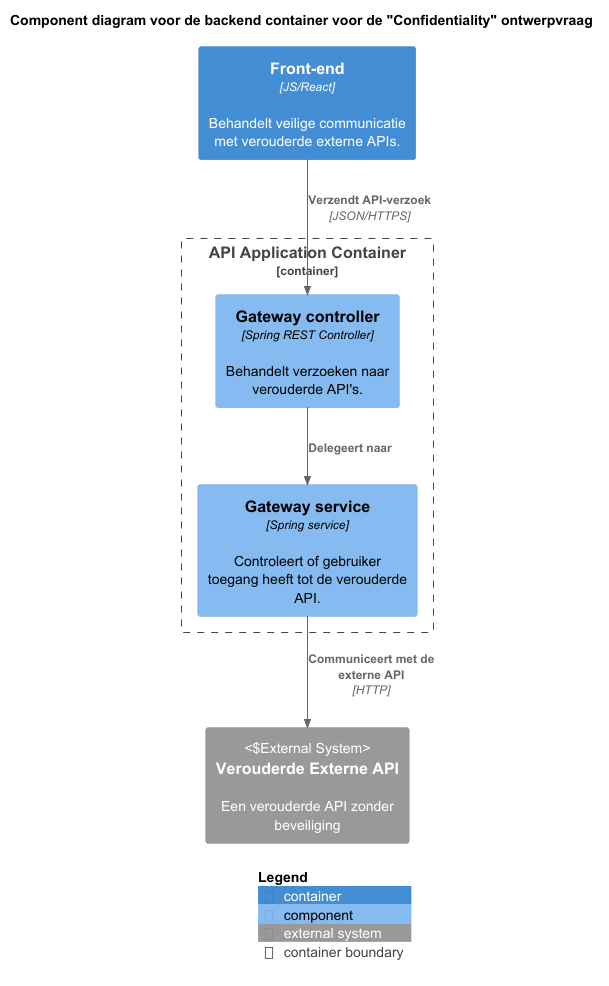 Component diagram voor de backend container voor de "Confidentiality" ontwerpvraag
Front-end
[JS/React]
Behandelt veilige communicatie
met verouderde externe APIs.
Verzendt API-verzoek
[JSON/HTTPS]
API Application Container
[container]
Gateway controller
[Spring REST Controller]
Behandelt verzoeken naar
verouderde API's.
Delegeert naar
Gateway service
[Spring service]
Controleert of gebruiker
toegang heeft tot de verouderde
API.
Communiceert met de
externe API
[HTTP]
<$External System>
Verouderde Externe API
Een verouderde API zonder
beveiliging
Legend
container
component
external system
container boundary